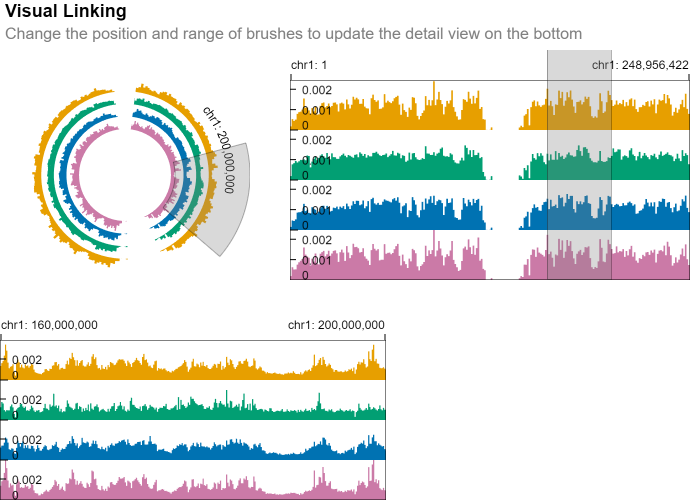 Visual Linking
Change the position and range of brushes to update the detail view on the bottom
chr1: 200,000,000
chr1: 1
chr1: 248,956,422
0.002
0.001
0
0.002
0.001
0
0.002
0.001
0
0.002
0.001
0
chr1: 160,000,000
chr1: 200,000,000
0.002
0
0.002
0
0.002
0
0.002
0